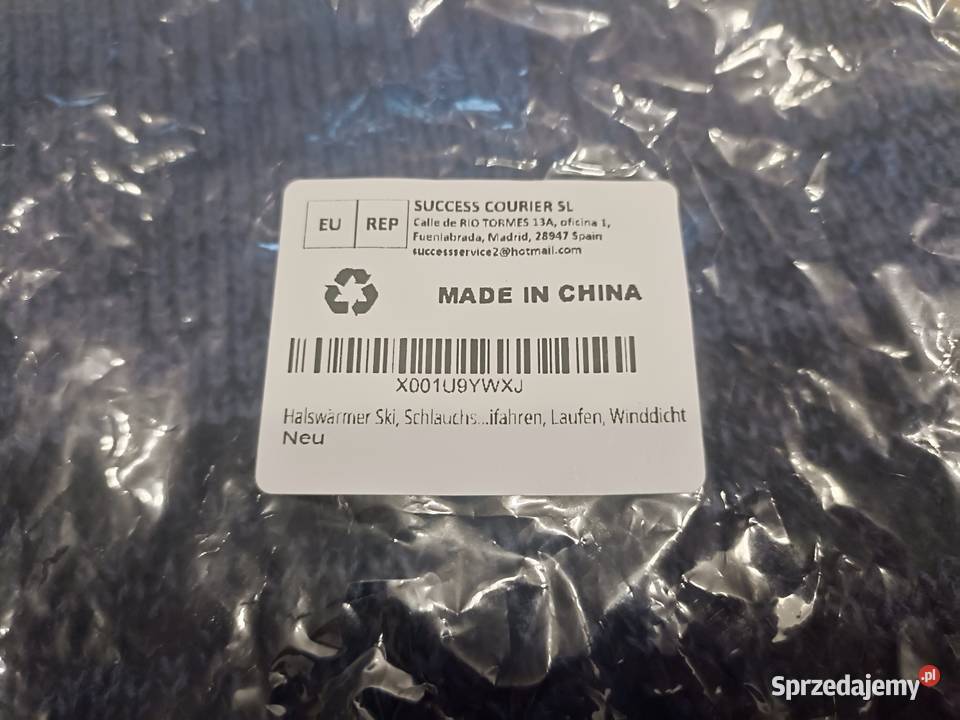 EU REP
SUCCESS COURIER SL
Calle de RIO TORMES 13A, oficina 1,
Fuenlabrada, Madrid, 28947 Spain
successservice2@hotmail.com
MADE IN CHINA
X001U9YWXJ
Halswärmer Ski, Schlauchs...ifahren, Laufen, Winddicht
Neu
Sprzedajemy.pl